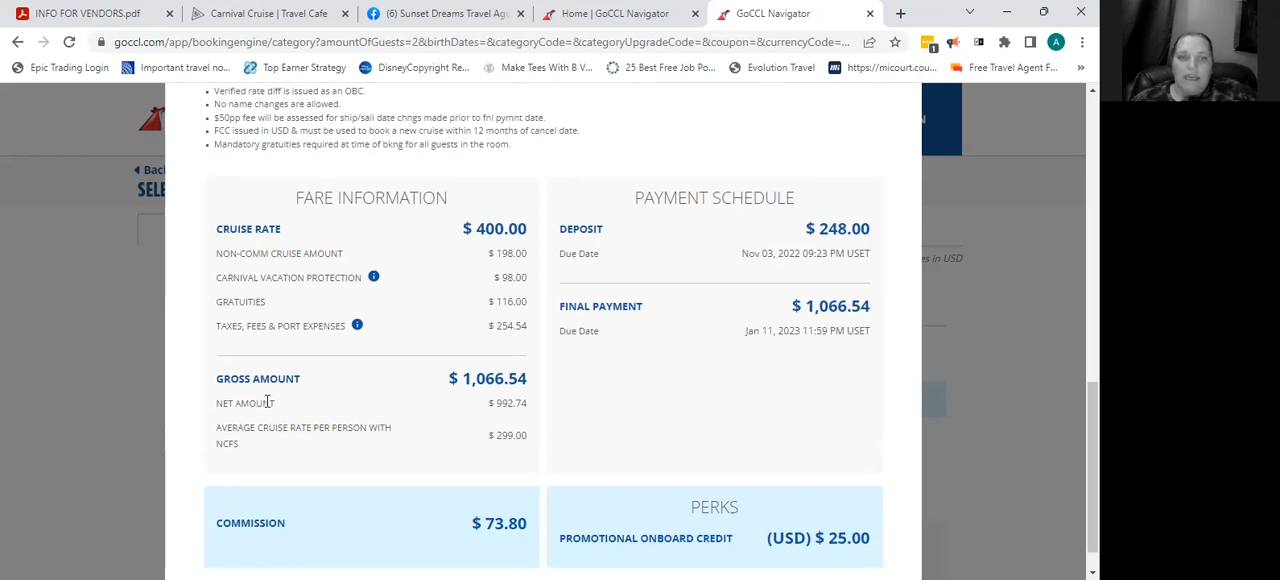 INFO FOR VENDORS.pdf
Carnival Cruise | Travel Cafe
(6) Sunset Dreams Travel Age
Home | GoCCL Navigator
GoCCL Navigator
goccl.com/app/bookingengine/category?amountOfGuests=2&birthDates=&categoryCode=&categoryUpgradeCode=&coupon=&currencyCode=...
1
A
Epic Trading Login
Important travel no...
Top Earner Strategy
DisneyCopyright Re...
Make Tees With B V...
25 Best Free Job Po...
Evolution Travel
https://micourt.cou...
Free Travel Agent F...
»
Verified rate diff is issued as an OBC.
No name changes are allowed.
$50pp fee will be assessed for ship/sail date chngs made prior to fnl pymnt date.
FCC issued in USD & must be used to book a new cruise within 12 months of cancel date.
Mandatory gratuities required at time of bkng for all guests in the room.
N
Bac
SELE
es in USD
FARE INFORMATION
CRUISE RATE $ 400.00
NON-COMM CRUISE AMOUNT $ 198.00
CARNIVAL VACATION PROTECTION $ 98.00
GRATUITIES $ 116.00
TAXES, FEES & PORT EXPENSES $ 254.54
GROSS AMOUNT $ 1,066.54
NET AMOUNT $ 992.74
AVERAGE CRUISE RATE PER PERSON WITH
NCFS $ 299.00
PAYMENT SCHEDULE
DEPOSIT $ 248.00
Due Date Nov 03, 2022 09:23 PM USET
FINAL PAYMENT $ 1,066.54
Due Date Jan 11, 2023 11:59 PM USET
COMMISSION $ 73.80
PERKS
PROMOTIONAL ONBOARD CREDIT (USD) $ 25.00